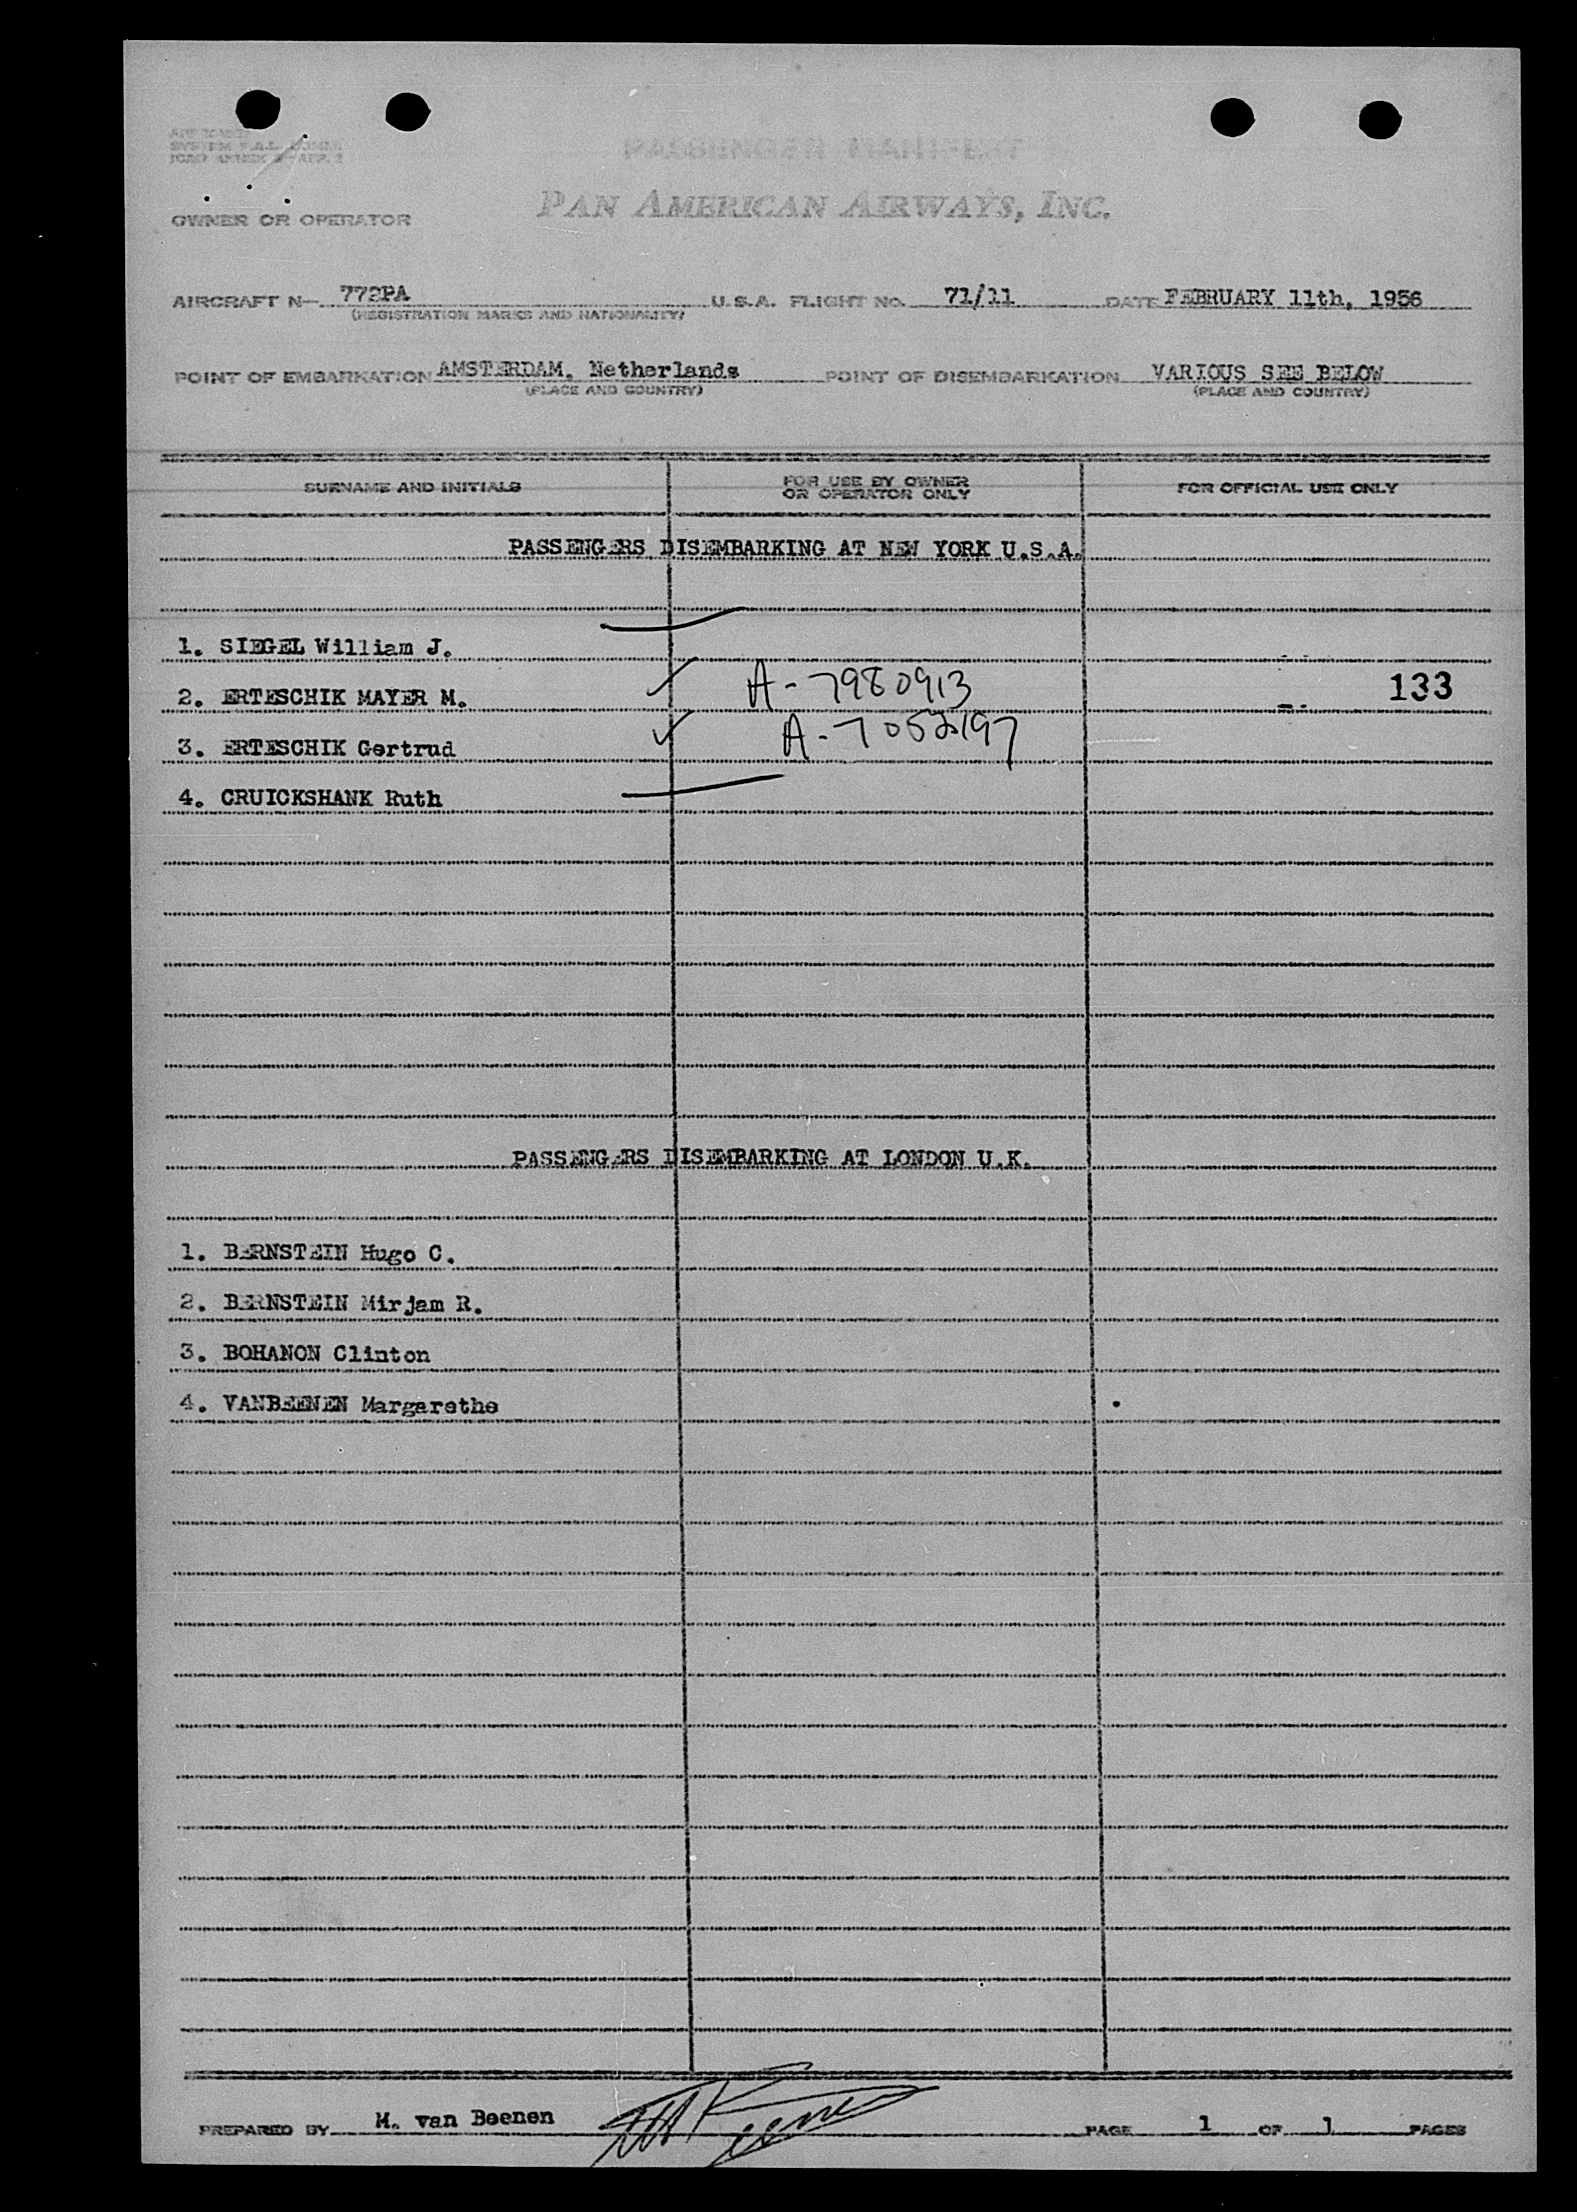 PASSENGER MANIFEST
PAN AMERICAN AIRWAYS, INC.
OWNER OR OPERATOR
AIRCRAFT N— 772PA U.S.A. FLIGHT NO. 71/11 DATE FEBRUARY 11th, 1956
(REGISTRATION MARKS AND NATIONALITY)
POINT OF EMBARKATION AMSTERDAM, Netherlands POINT OF DISEMBARKATION VARIOUS SEE BELOW
(PLACE AND COUNTRY) (PLACE AND COUNTRY)
SURNAME AND INITIALS FOR USE BY OWNER OR OPERATOR ONLY FOR OFFICIAL USE ONLY
PASSENGERS DISEMBARKING AT NEW YORK U.S.A.
1. SIEGEL William J.
2. ERTESCHIK MAYER M. A-7980913 133
3. ERTESCHIK Gertrud A-7052197
4. CRUICKSHANK Ruth
PASSENGERS DISEMBARKING AT LONDON U.K.
1. BERNSTEIN Hugo C.
2. BERNSTEIN Mirjam R.
3. BOHANON Clinton
4. VANBEENEN Margarethe
PREPARED BY M. van Beenen PAGE 1 OF 1 PAGES